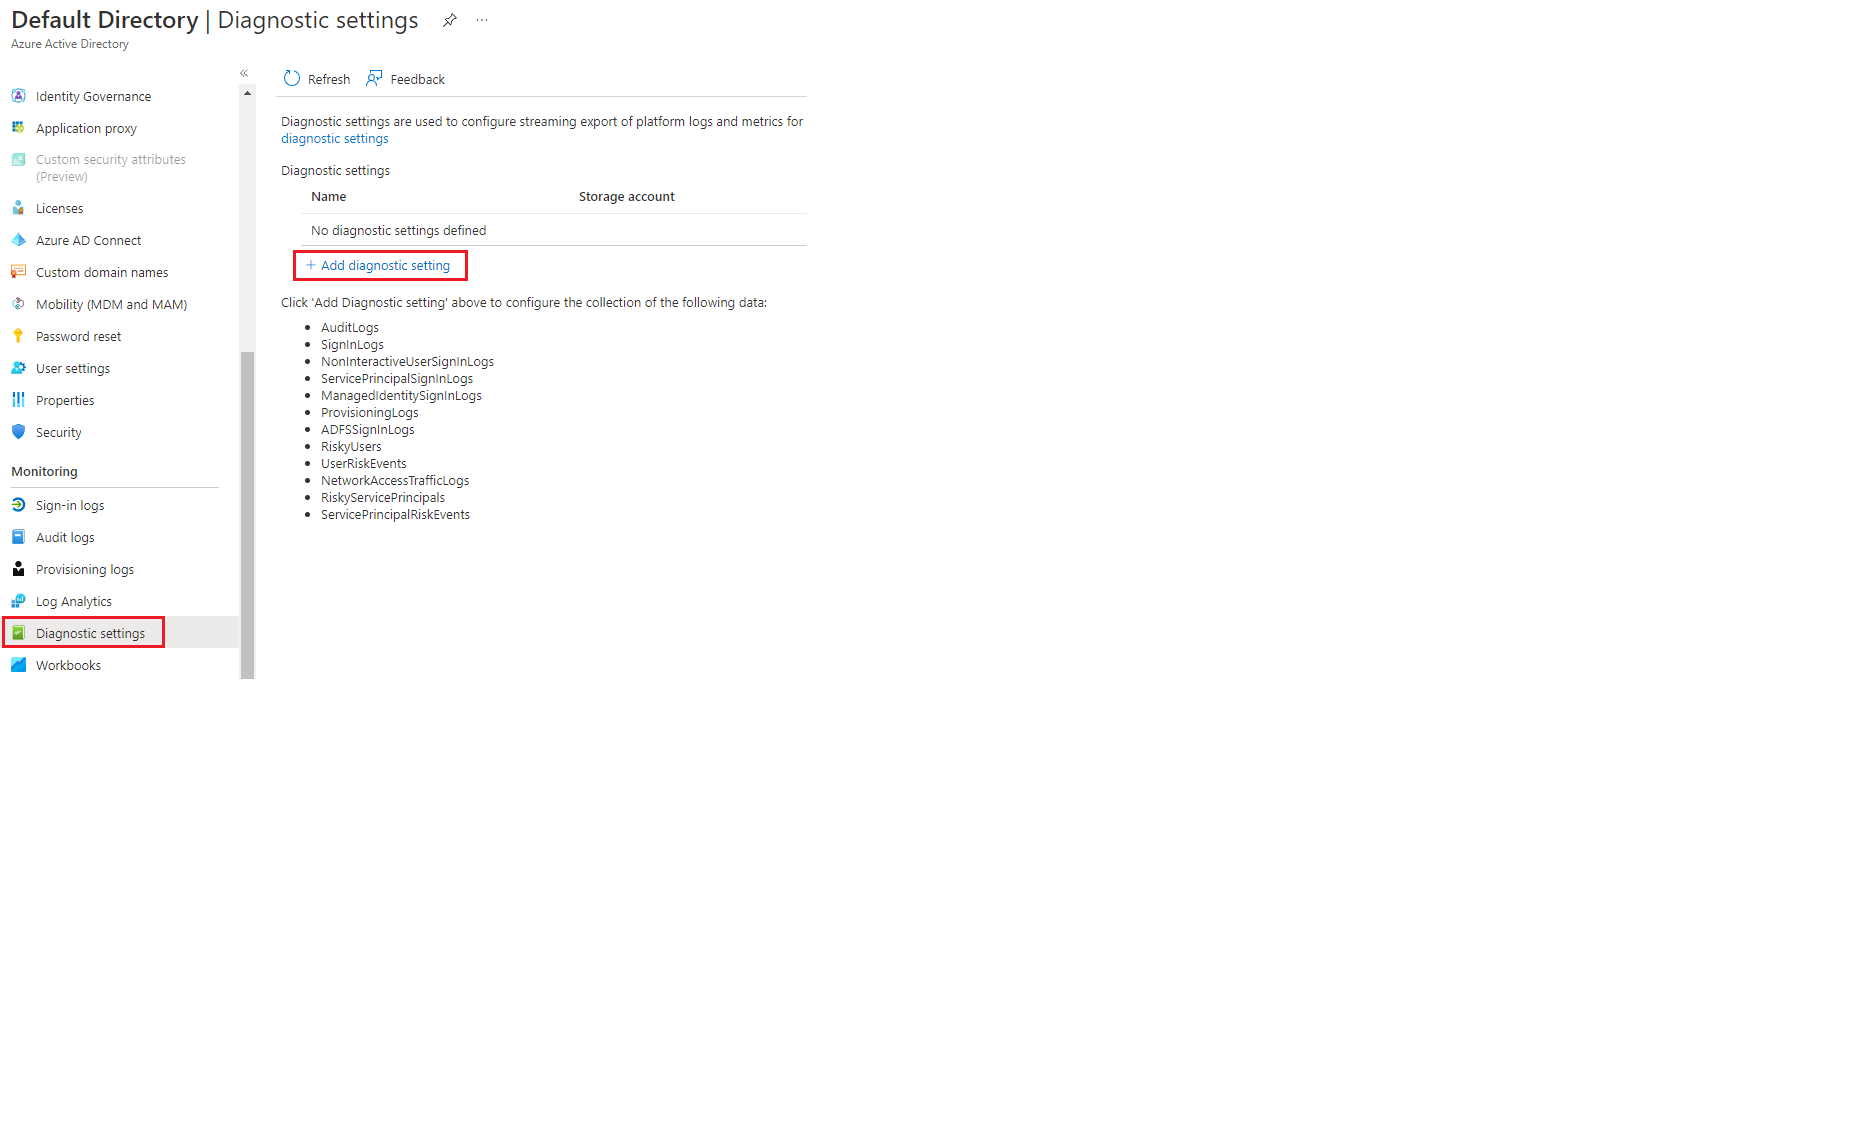 Default Directory | Diagnostic settings
Azure Active Directory
Identity Governance
Application proxy
Custom security attributes
(Preview)
Licenses
Azure AD Connect
Custom domain names
Mobility (MDM and MAM)
Password reset
User settings
Properties
Security
Monitoring
Sign-in logs
Audit logs
Provisioning logs
Log Analytics
Diagnostic settings
Workbooks
Refresh Feedback
Diagnostic settings are used to configure streaming export of platform logs and metrics for
diagnostic settings
Diagnostic settings
Name Storage account
No diagnostic settings defined
+ Add diagnostic setting
Click 'Add Diagnostic setting' above to configure the collection of the following data:
• AuditLogs
• SignInLogs
• NonInteractiveUserSignInLogs
• ServicePrincipalSignInLogs
• ManagedIdentitySignInLogs
• ProvisioningLogs
• ADFSSignInLogs
• RiskyUsers
• UserRiskEvents
• NetworkAccessTrafficLogs
• RiskyServicePrincipals
• ServicePrincipalRiskEvents